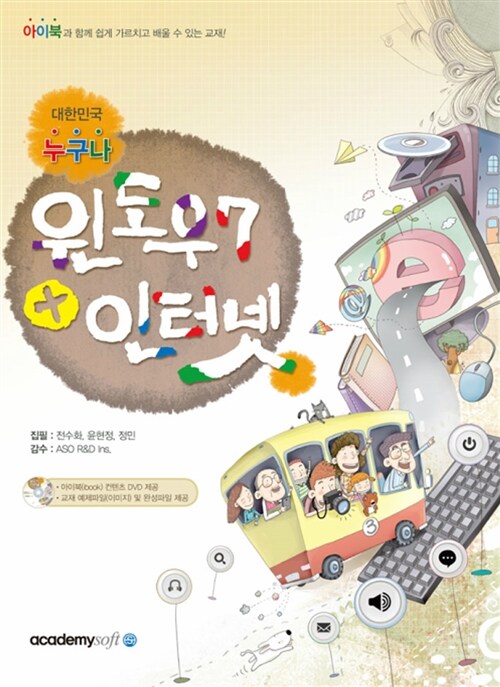 아이북과 함께 쉽게 가르치고 배울 수 있는 교재!
대한민국
누구나
윈도우7
+인터넷
집필 : 전수화, 윤현정, 정민
감수 : ASO R&D Ins.
• 아이북(ibook) 컨텐츠 DVD 제공
• 교재 예제파일(이미지) 및 완성파일 제공
e
3
academysoft